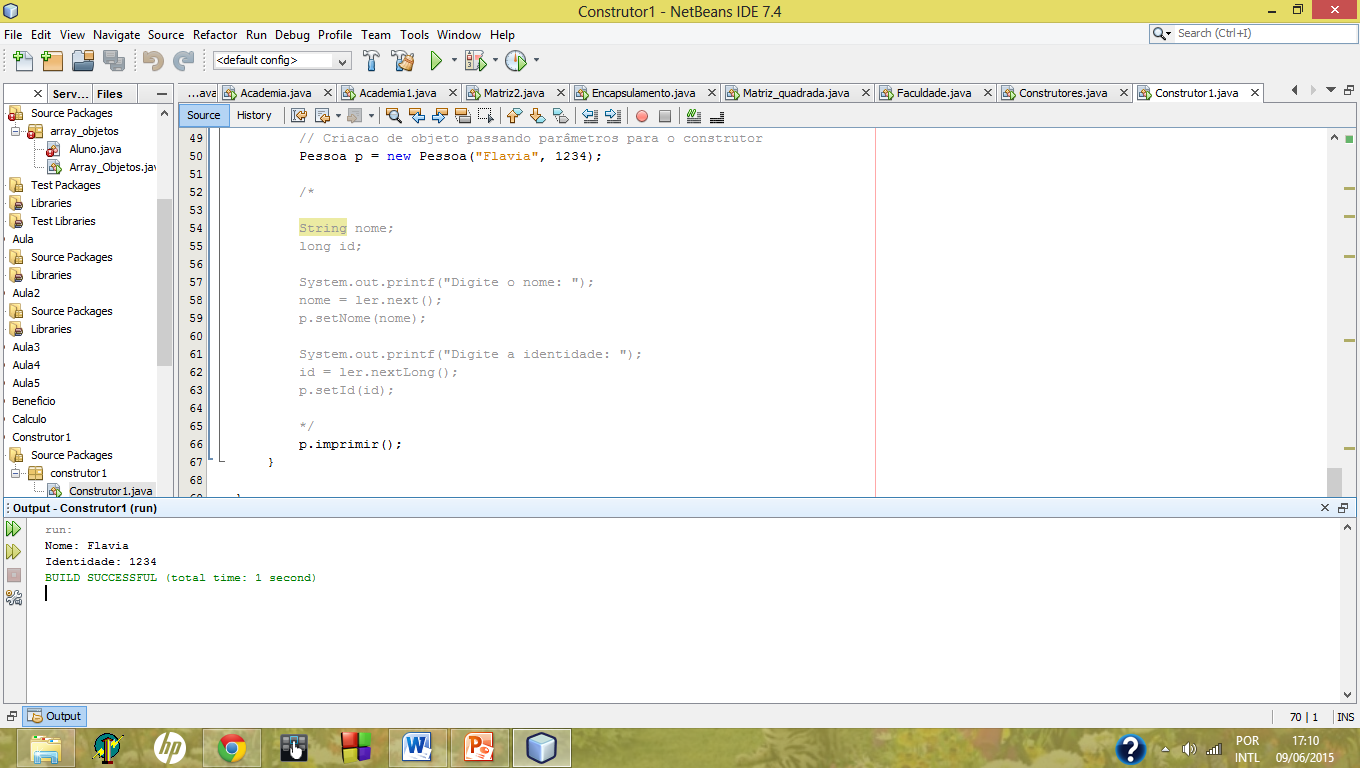 Construtor1 - NetBeans IDE 7.4
File Edit View Navigate Source Refactor Run Debug Profile Team Tools Window Help
Search (Ctrl+I)
<default config>
Serv... Files
...ava Academia.java Academia1.java Matriz2.java Encapsulamento.java Matriz_quadrada.java Faculdade.java Construtores.java Construtor1.java
Source History
Source Packages
array_objetos
Aluno.java
Array_Objetos.jav
Test Packages
Libraries
Test Libraries
Aula
Source Packages
Libraries
Aula2
Source Packages
Libraries
Aula3
Aula4
Aula5
Beneficio
Calculo
Construtor1
Source Packages
construtor1
Construtor1.java
49 // Criacao de objeto passando parâmetros para o construtor
50 Pessoa p = new Pessoa("Flavia", 1234);
51
52 /*
53
54 String nome;
55 long id;
56
57 System.out.printf("Digite o nome: ");
58 nome = ler.next();
59 p.setNome(nome);
60
61 System.out.printf("Digite a identidade: ");
62 id = ler.nextLong();
63 p.setId(id);
64
65 */
66 p.imprimir();
67 }
68
Output - Construtor1 (run)
run:
Nome: Flavia
Identidade: 1234
BUILD SUCCESSFUL (total time: 1 second)
Output
70 | 1 INS
POR
INTL
17:10
09/06/2015